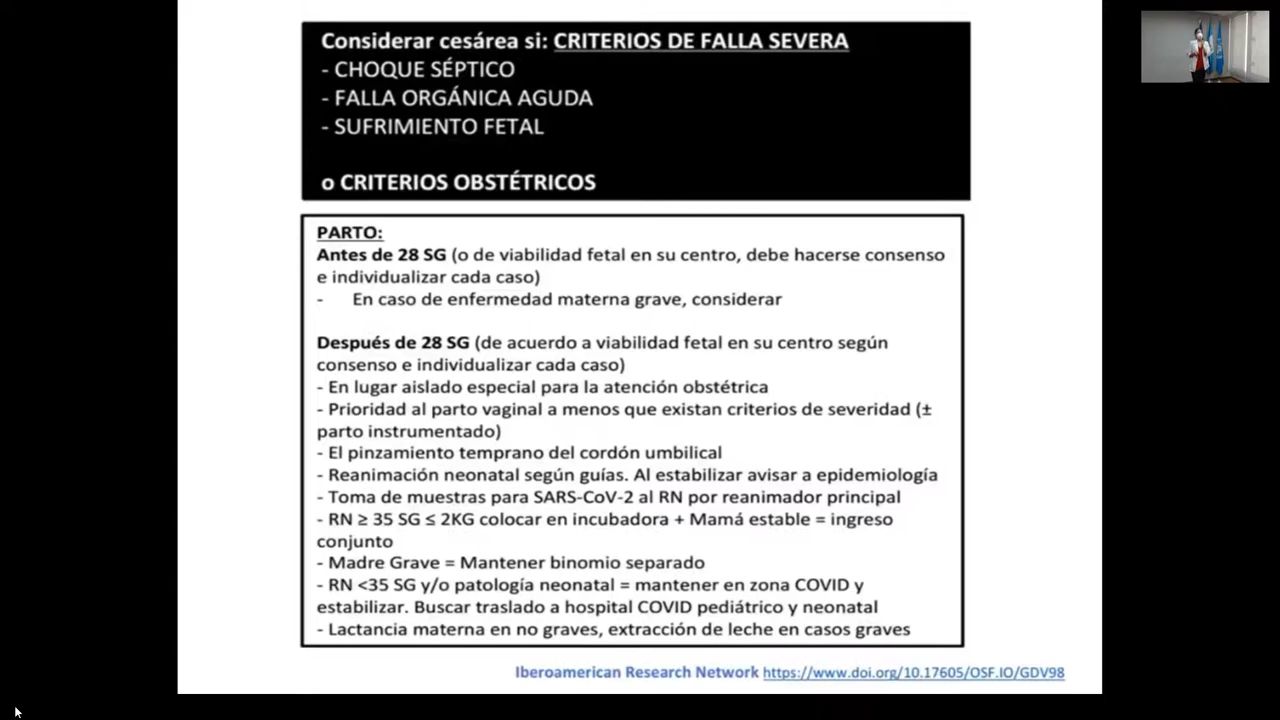 Considerar cesárea si: CRITERIOS DE FALLA SEVERA
- CHOQUE SÉPTICO
- FALLA ORGÁNICA AGUDA
- SUFRIMIENTO FETAL
o CRITERIOS OBSTÉTRICOS
PARTO:
Antes de 28 SG (o de viabilidad fetal en su centro, debe hacerse consenso
e individualizar cada caso)
- En caso de enfermedad materna grave, considerar
Después de 28 SG (de acuerdo a viabilidad fetal en su centro según
consenso e individualizar cada caso)
- En lugar aislado especial para la atención obstétrica
- Prioridad al parto vaginal a menos que existan criterios de severidad (±
parto instrumentado)
- El pinzamiento temprano del cordón umbilical
- Reanimación neonatal según guías. Al estabilizar avisar a epidemiología
- Toma de muestras para SARS-CoV-2 al RN por reanimador principal
- RN ≥ 35 SG ≤ 2KG colocar en incubadora + Mamá estable = ingreso
conjunto
- Madre Grave = Mantener binomio separado
- RN <35 SG y/o patología neonatal = mantener en zona COVID y
estabilizar. Buscar traslado a hospital COVID pediátrico y neonatal
- Lactancia materna en no graves, extracción de leche en casos graves
Iberoamerican Research Network https://www.doi.org/10.17605/OSF.IO/GDV98